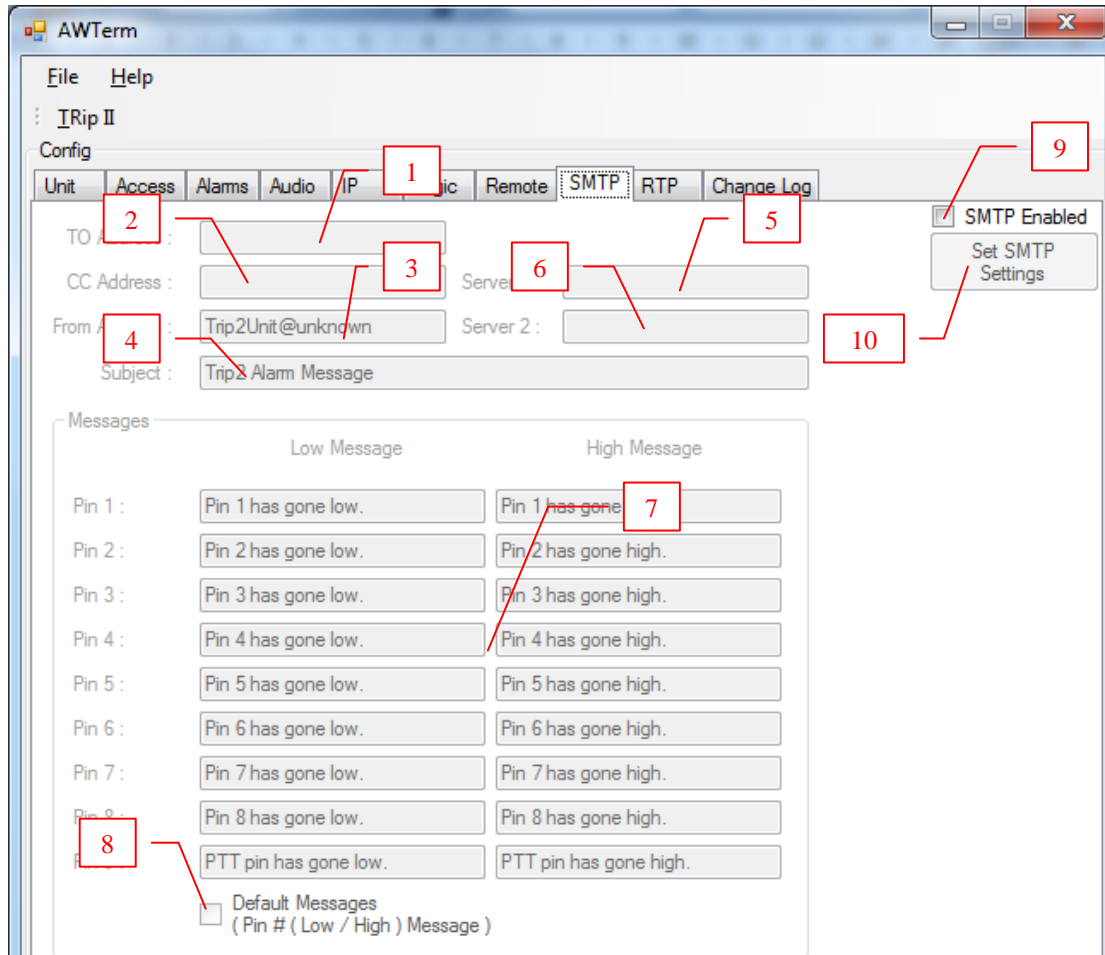 AWTerm
File Help
TRip II
Config
1
9
Unit Access Alarms Audio IP Remote SMTP RTP Change Log
2
5
SMTP Enabled
TO :
3
6
Set SMTP
Settings
CC Address :
Server
From :
Trip2Unit@unknown
Server 2 :
4
10
Subject :
Trip2 Alarm Message
Messages
Low Message High Message
Pin 1 : Pin 1 has gone low. Pin 1 has gone
7
Pin 2 : Pin 2 has gone low. Pin 2 has gone high.
Pin 3 : Pin 3 has gone low. Pin 3 has gone high.
Pin 4 : Pin 4 has gone low. Pin 4 has gone high.
Pin 5 : Pin 5 has gone low. Pin 5 has gone high.
Pin 6 : Pin 6 has gone low. Pin 6 has gone high.
Pin 7 : Pin 7 has gone low. Pin 7 has gone high.
Pin 8 : Pin 8 has gone low. Pin 8 has gone high.
8
PTT pin has gone low. PTT pin has gone high.
Default Messages
( Pin # ( Low / High ) Message )